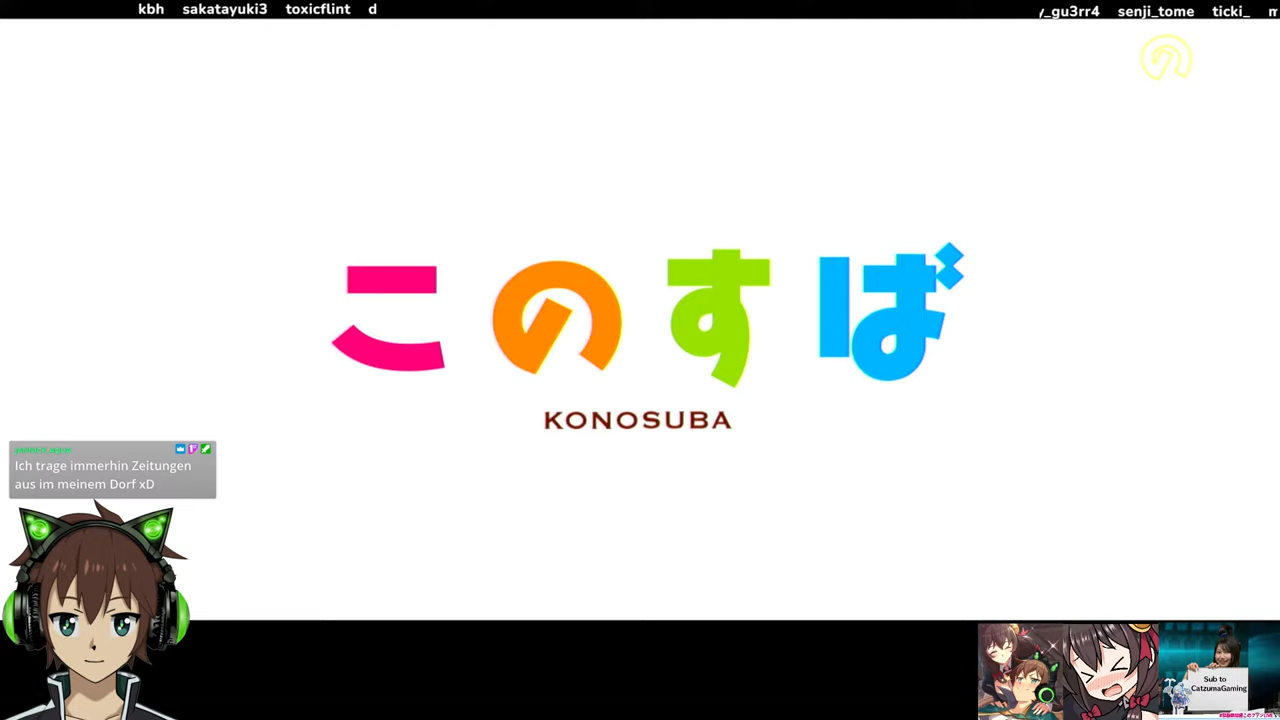 kbh sakatayuki3 toxicflint d
_gu3rr4 senji_tome ticki_
このすば
KONOSUBA
Ich trage immerhin Zeitungen
aus im meinem Dorf xD
Sub to
CatzumaGaming